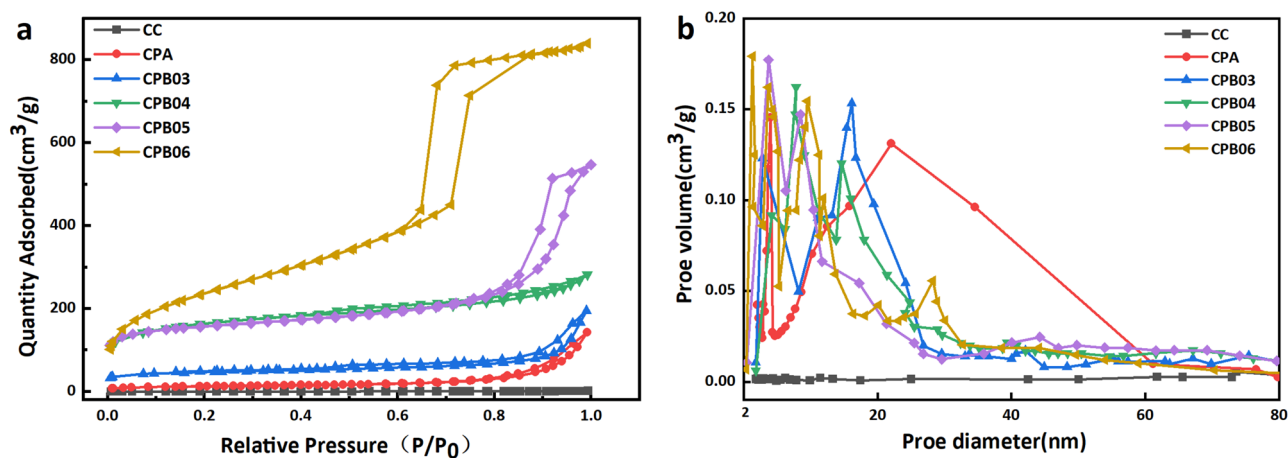 a
Quantity Adsorbed(cm³/g)
800
600
400
200
0
CC
CPA
CPB03
CPB04
CPB05
CPB06
0.0 0.2 0.4 0.6 0.8 1.0
Relative Pressure（P/P₀）
b
Proe volume(cm³/g)
0.20
0.15
0.10
0.05
0.00
CC
CPA
CPB03
CPB04
CPB05
CPB06
2 20 40 60 80
Proe diameter(nm)